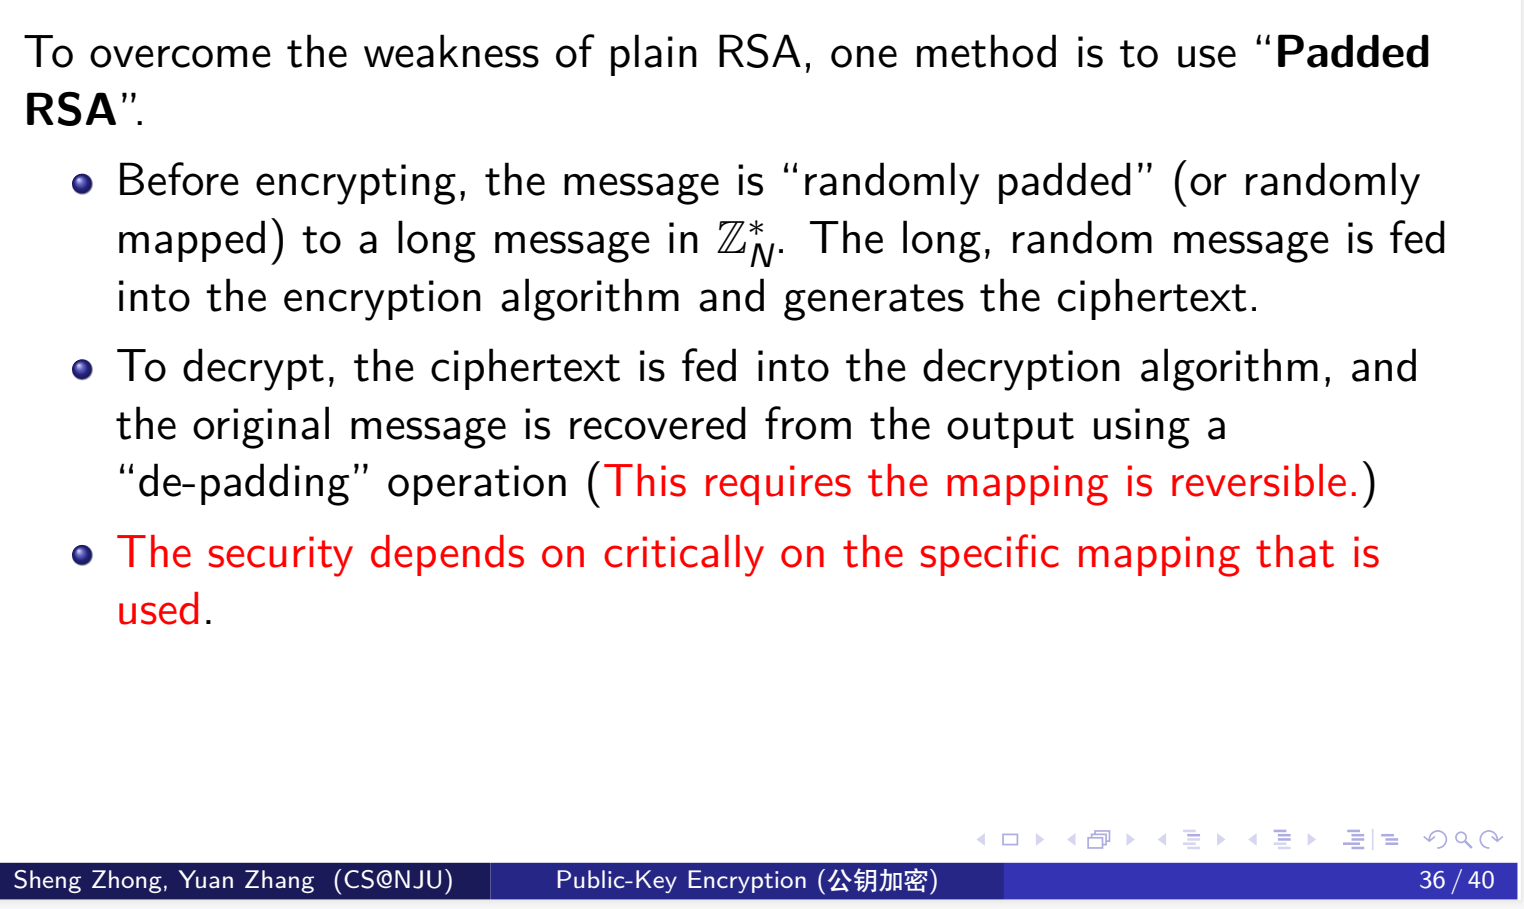 To overcome the weakness of plain RSA, one method is to use “Padded
RSA”.
Before encrypting, the message is “randomly padded” (or randomly
mapped) to a long message in ℤ*_N. The long, random message is fed
into the encryption algorithm and generates the ciphertext.
To decrypt, the ciphertext is fed into the decryption algorithm, and
the original message is recovered from the output using a
“de-padding” operation (This requires the mapping is reversible.)
The security depends on critically on the specific mapping that is
used.
Sheng Zhong, Yuan Zhang (CS@NJU)
Public-Key Encryption (公钥加密)
36 / 40